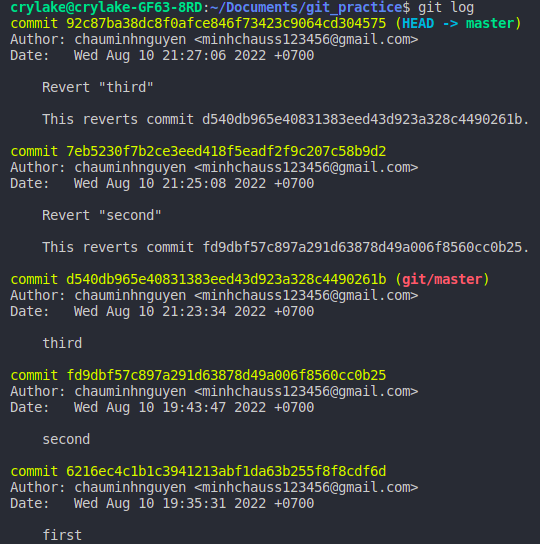 crylake@crylake-GF63-8RD:~/Documents/git_practice$ git log
commit 92c87ba38dc8f0afce846f73423c9064cd304575 (HEAD -> master)
Author: chauminhnguyen <minhchauss123456@gmail.com>
Date:   Wed Aug 10 21:27:06 2022 +0700
    Revert "third"
    This reverts commit d540db965e40831383eed43d923a328c4490261b.
commit 7eb5230f7b2ce3eed418f5eadf2f9c207c58b9d2
Author: chauminhnguyen <minhchauss123456@gmail.com>
Date:   Wed Aug 10 21:25:08 2022 +0700
    Revert "second"
    This reverts commit fd9dbf57c897a291d63878d49a006f8560cc0b25.
commit d540db965e40831383eed43d923a328c4490261b (git/master)
Author: chauminhnguyen <minhchauss123456@gmail.com>
Date:   Wed Aug 10 21:23:34 2022 +0700
    third
commit fd9dbf57c897a291d63878d49a006f8560cc0b25
Author: chauminhnguyen <minhchauss123456@gmail.com>
Date:   Wed Aug 10 19:43:47 2022 +0700
    second
commit 6216ec4c1b1c3941213abf1da63b255f8f8cdf6d
Author: chauminhnguyen <minhchauss123456@gmail.com>
Date:   Wed Aug 10 19:35:31 2022 +0700
    first